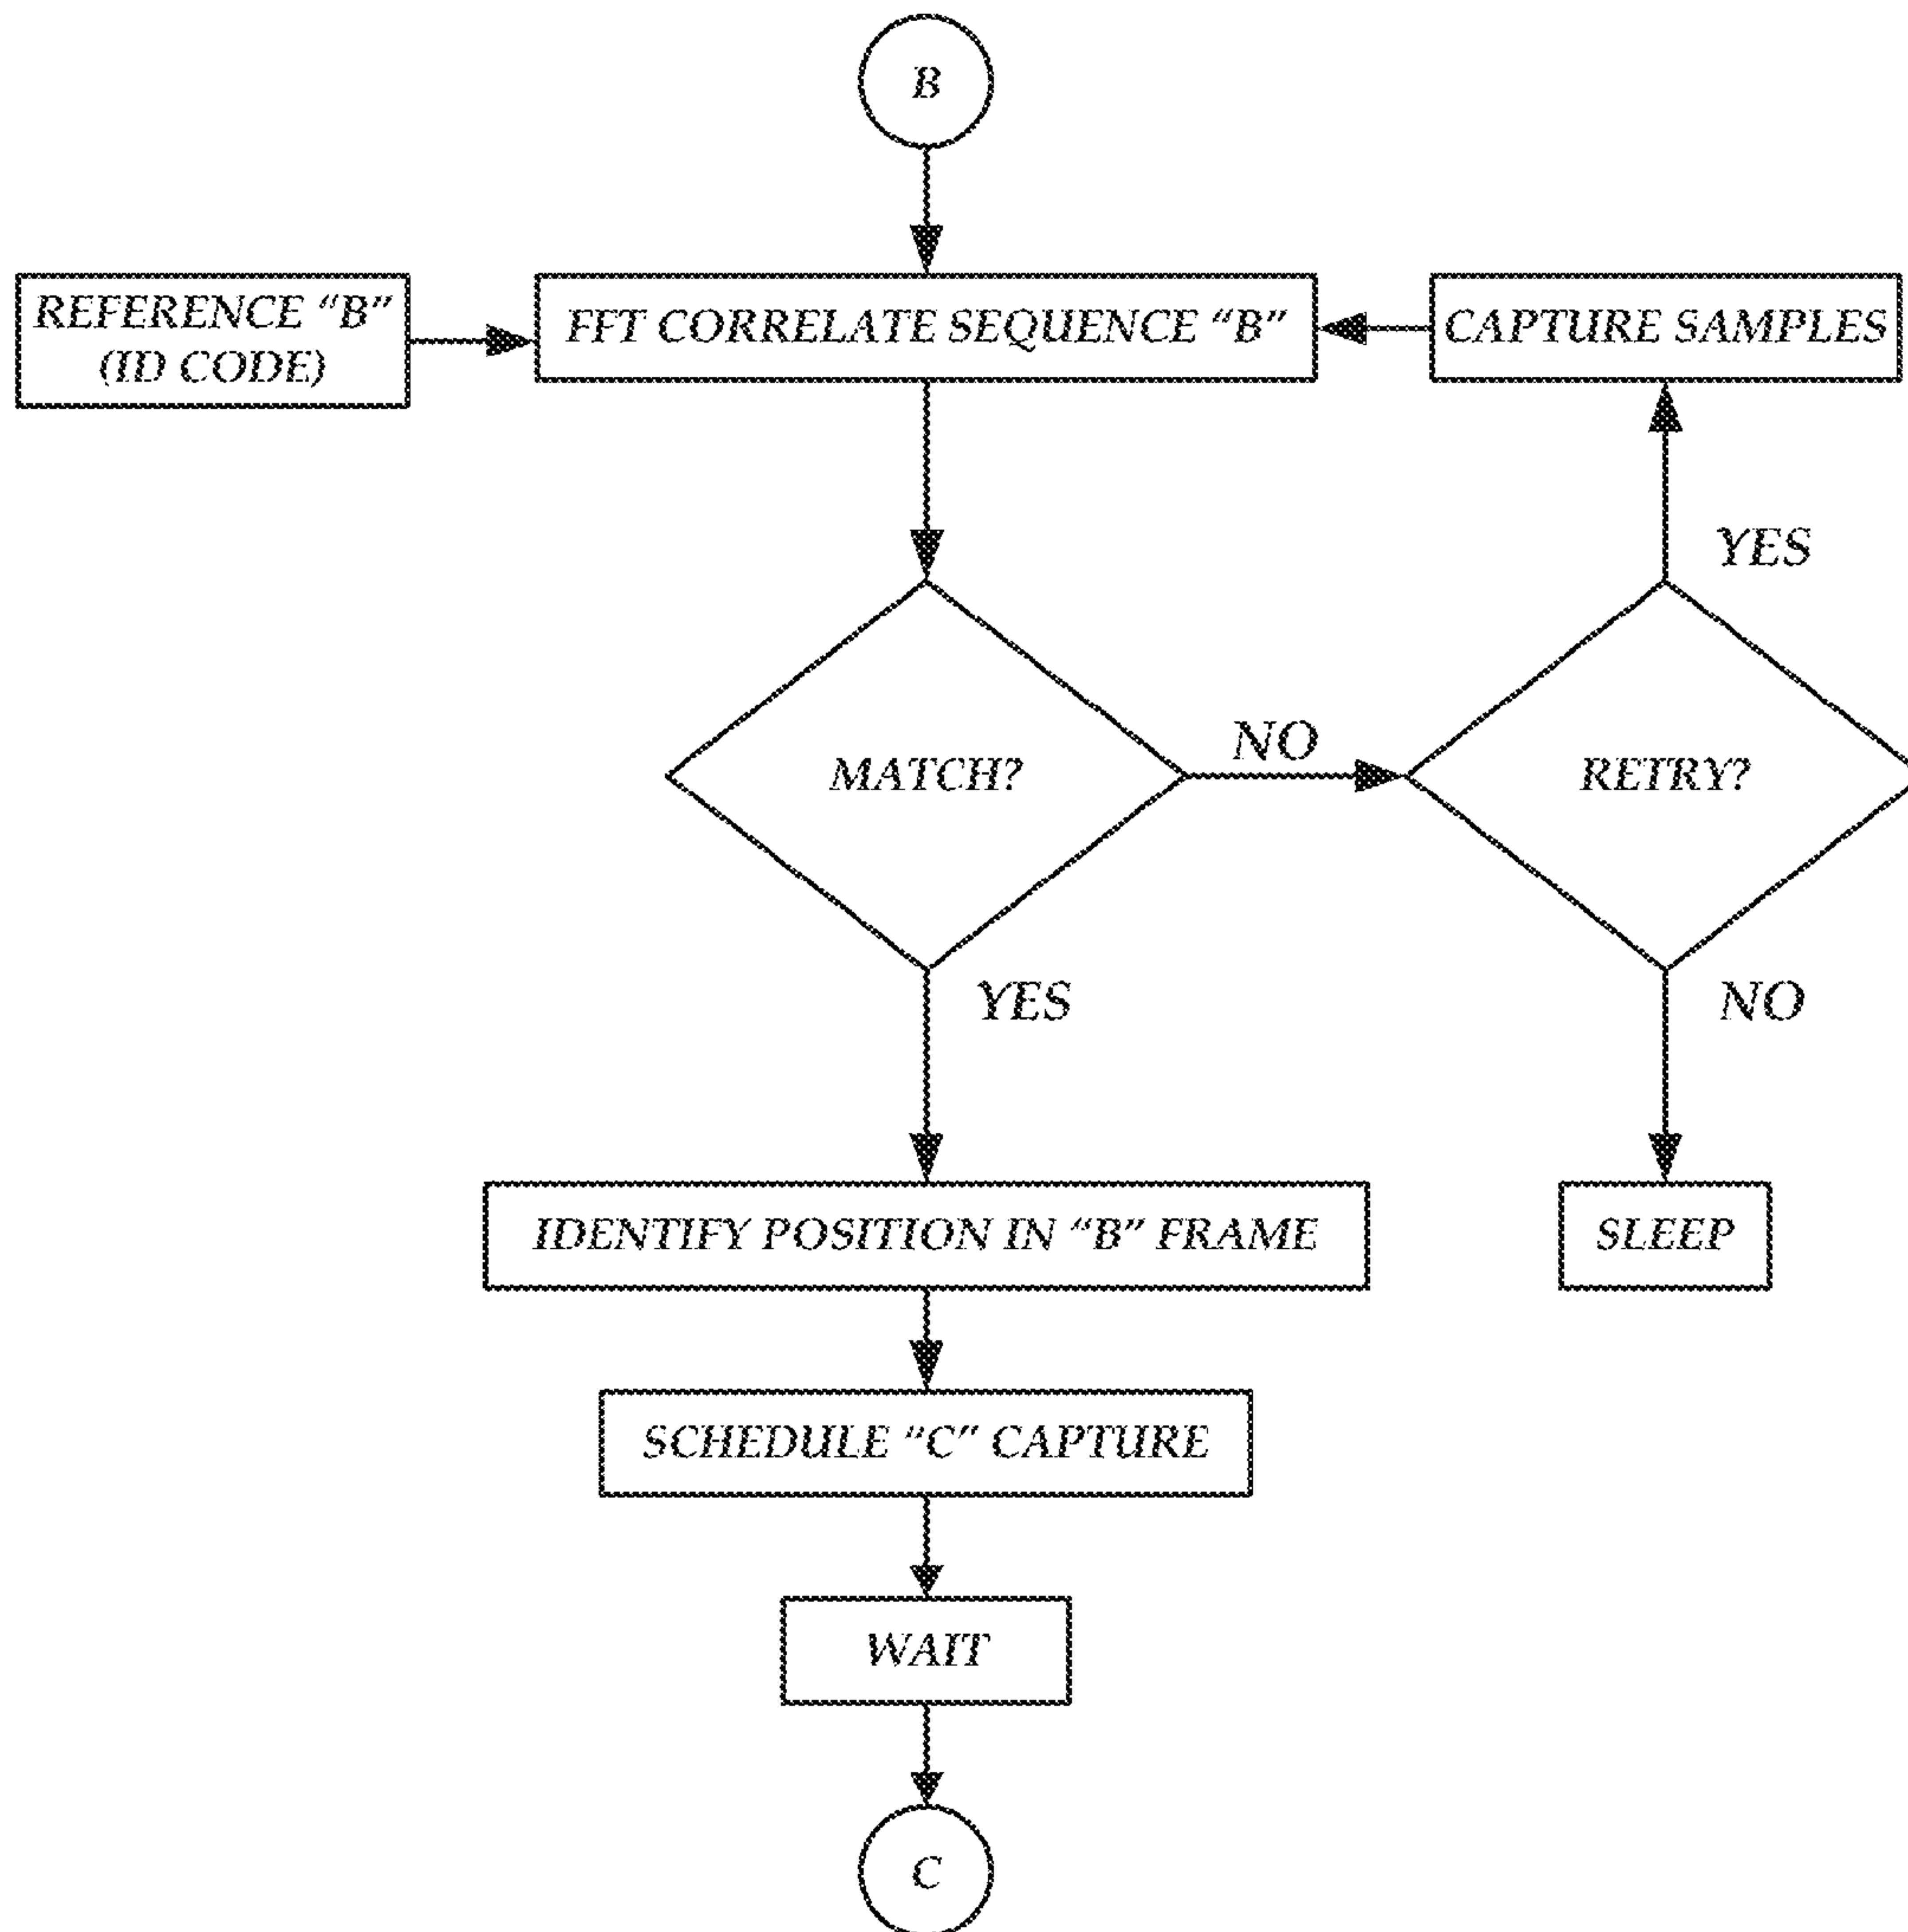 B
REFERENCE “B”
(ID CODE)
FFT CORRELATE SEQUENCE “B”
CAPTURE SAMPLES
YES
MATCH?
NO
RETRY?
YES
NO
IDENTIFY POSITION IN “B” FRAME
SLEEP
SCHEDULE “C” CAPTURE
WAIT
C